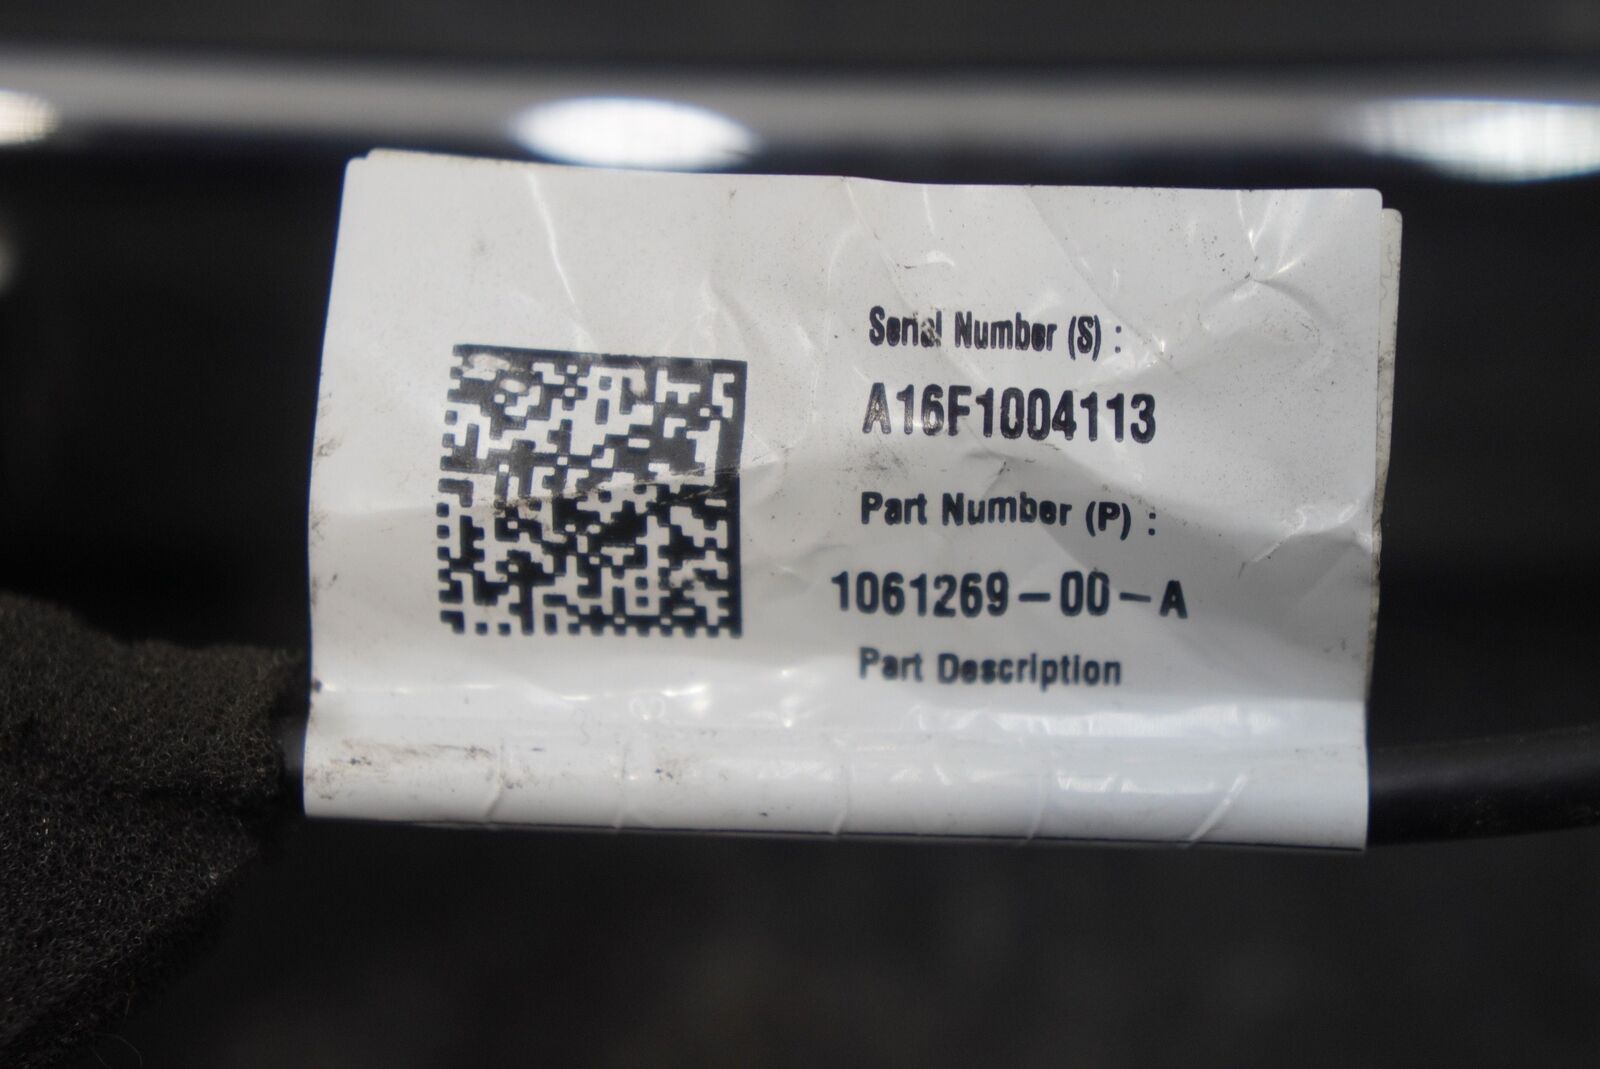 Serial Number (S) :
A16F1004113
Part Number (P) :
1061269-00-A
Part Description